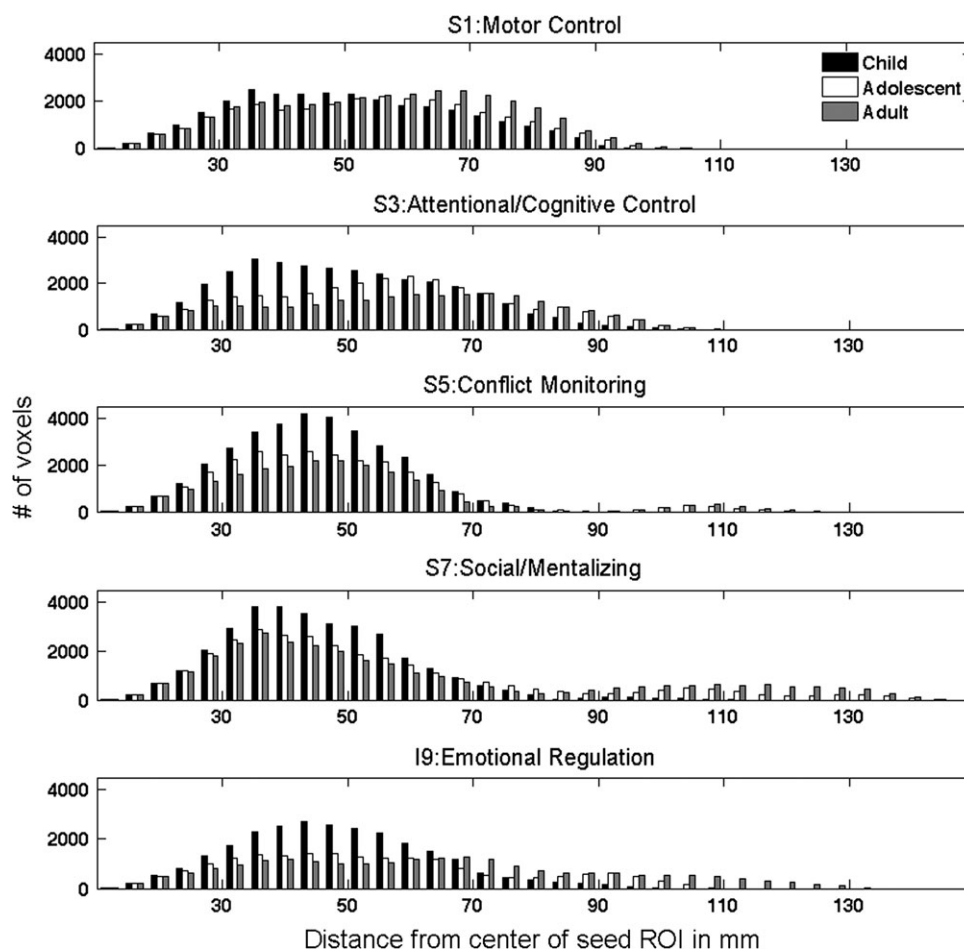 S1:Motor Control
4000
2000
0
30 50 70 90 110 130
Child
Adolescent
Adult
S3:Attentional/Cognitive Control
4000
2000
0
30 50 70 90 110 130
S5:Conflict Monitoring
4000
2000
0
30 50 70 90 110 130
# of voxels
S7:Social/Mentalizing
4000
2000
0
30 50 70 90 110 130
I9:Emotional Regulation
4000
2000
0
30 50 70 90 110 130
Distance from center of seed ROI in mm